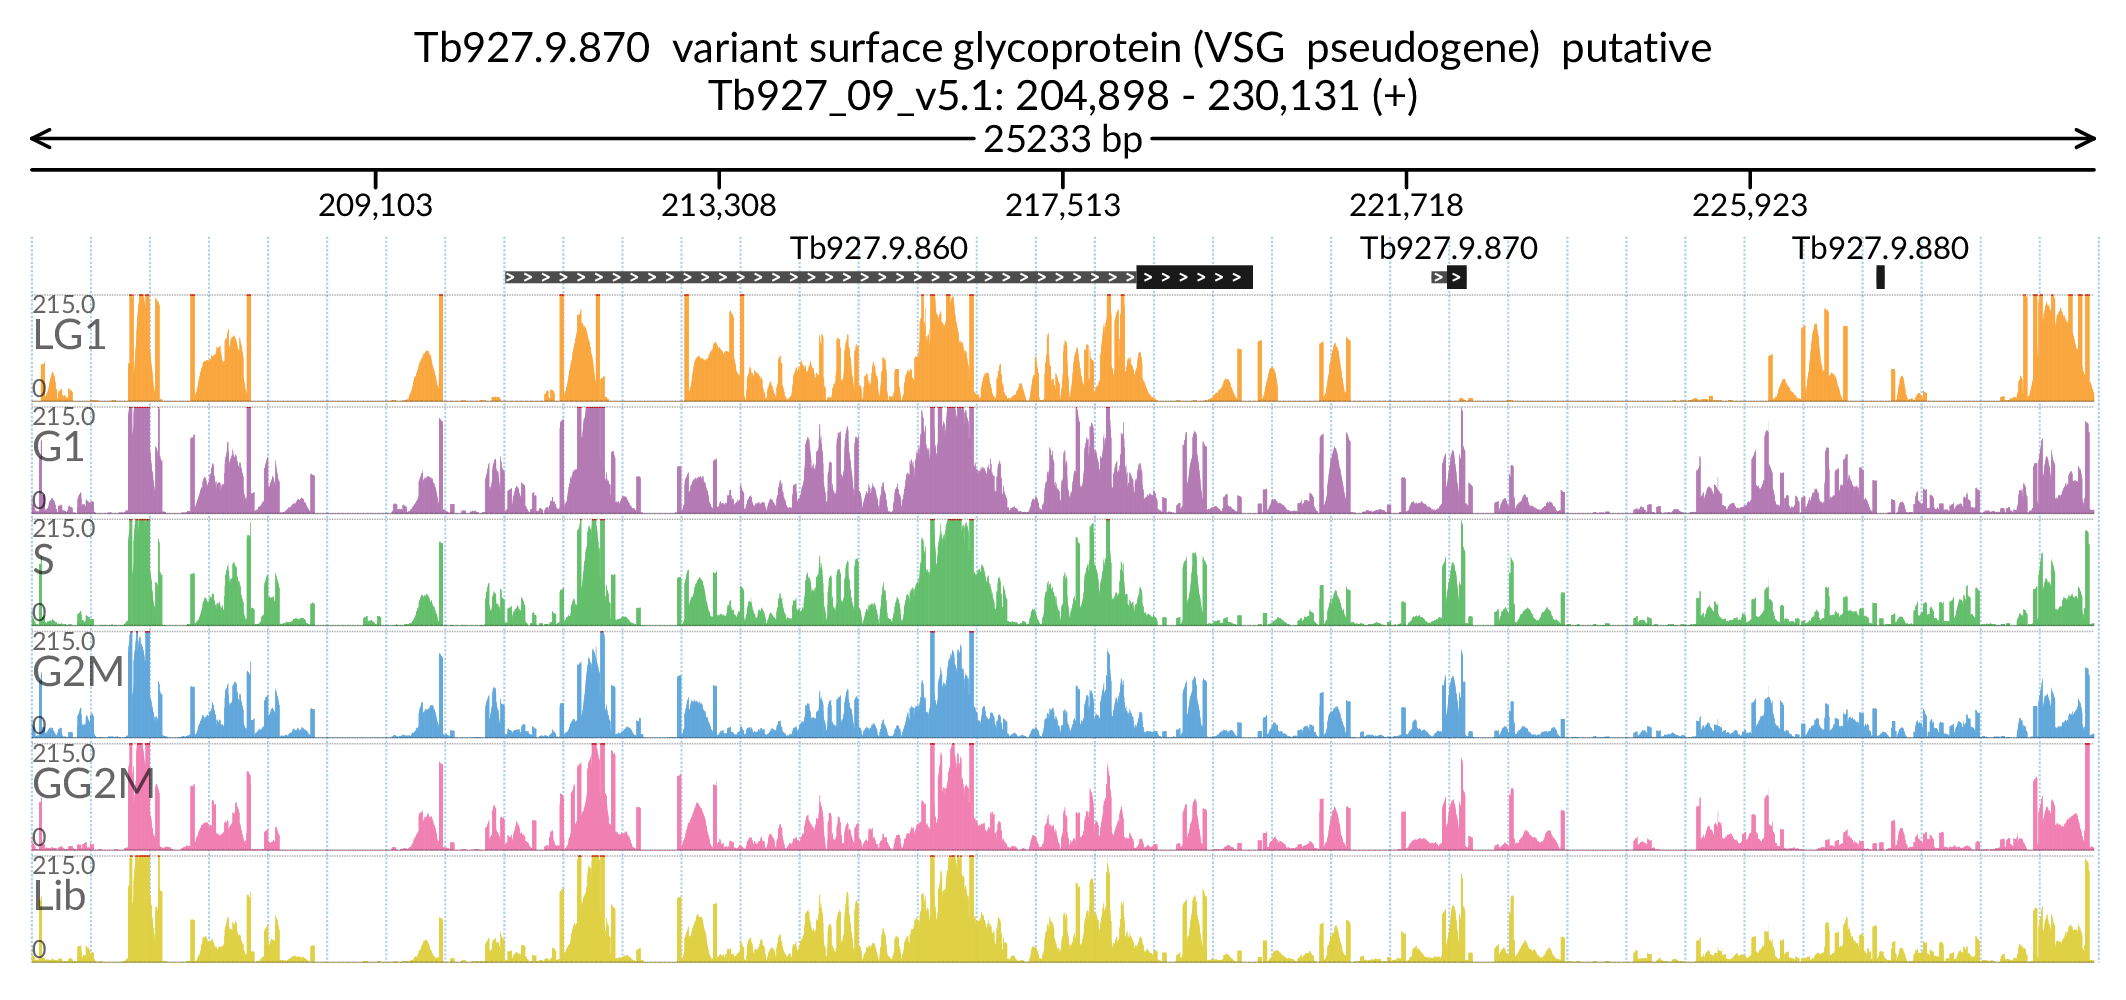 Tb927.9.870  variant surface glycoprotein (VSG  pseudogene)  putative
Tb927_09_v5.1: 204,898 - 230,131 (+)
25233 bp
209,103 213,308 217,513 221,718 225,923
Tb927.9.860 Tb927.9.870 Tb927.9.880
215.0
LG1
0
215.0
G1
0
215.0
S
0
215.0
G2M
0
215.0
GG2M
0
215.0
Lib
0